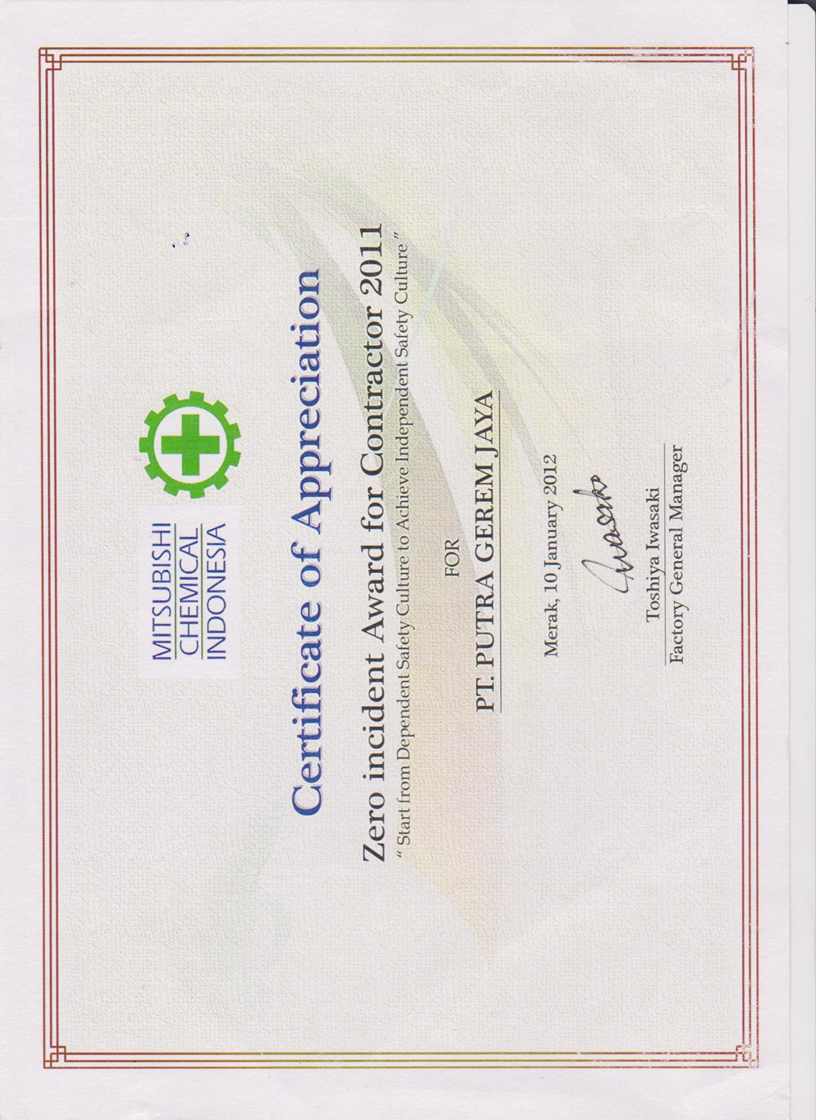 MITSUBISHI
CHEMICAL
INDONESIA
Certificate of Appreciation
Zero incident Award for Contractor 2011
“ Start from Dependent Safety Culture to Achieve Independent Safety Culture ”
FOR
PT. PUTRA GEREM JAYA
Merak, 10 January 2012
Iwasaki
Toshiya Iwasaki
Factory General Manager